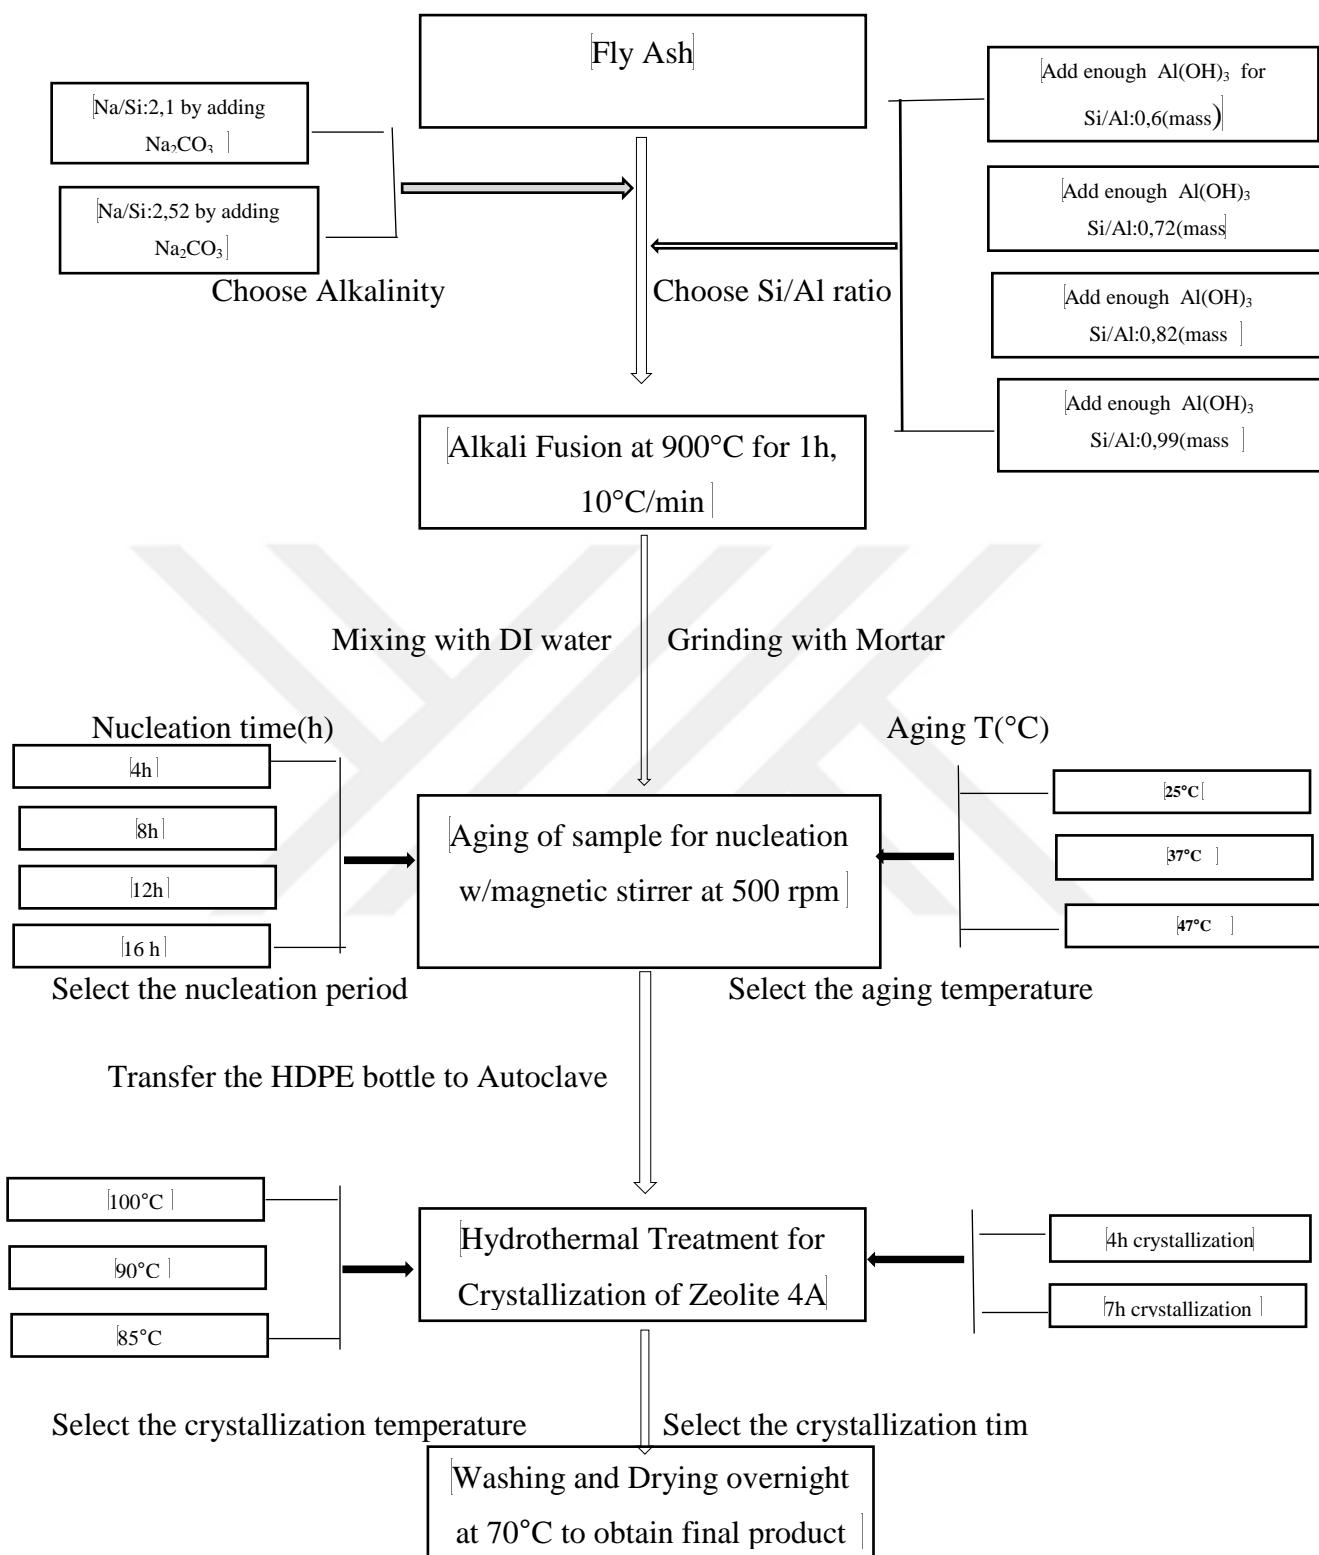 Fly Ash
Na/Si:2,1 by adding
Na₂CO₃
Na/Si:2,52 by adding
Na₂CO₃
Choose Alkalinity
Add enough Al(OH)₃ for
Si/Al:0,6(mass)
Add enough Al(OH)₃
Si/Al:0,72(mass
Add enough Al(OH)₃
Si/Al:0,82(mass
Add enough Al(OH)₃
Si/Al:0,99(mass
Choose Si/Al ratio
Alkali Fusion at 900°C for 1h,
10°C/min
Mixing with DI water
Grinding with Mortar
Nucleation time(h)
4h
8h
12h
16 h
Select the nucleation period
Aging T(°C)
25°C
37°C
47°C
Select the aging temperature
Aging of sample for nucleation
w/magnetic stirrer at 500 rpm
Transfer the HDPE bottle to Autoclave
100°C
90°C
85°C
Select the crystallization temperature
Hydrothermal Treatment for
Crystallization of Zeolite 4A
4h crystallization
7h crystallization
Select the crystallization tim
Washing and Drying overnight
at 70°C to obtain final product